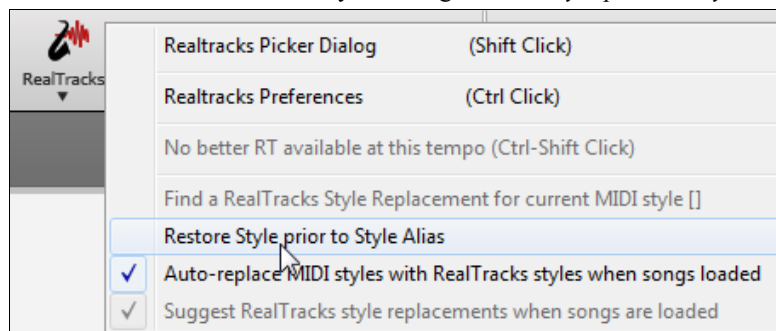 RealTracks
Realtracks Picker Dialog (Shift Click)
Realtracks Preferences (Ctrl Click)
No better RT available at this tempo (Ctrl-Shift Click)
Find a RealTracks Style Replacement for current MIDI style []
Restore Style prior to Style Alias
Auto-replace MIDI styles with RealTracks styles when songs loaded
Suggest RealTracks style replacements when songs are loaded